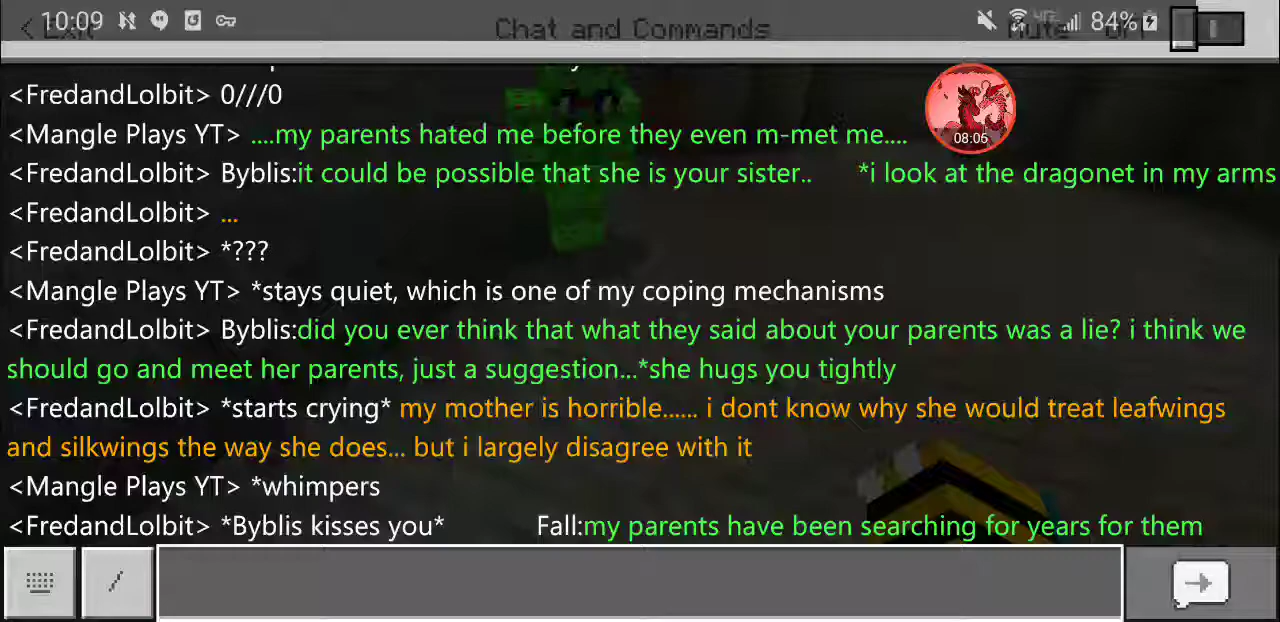 10:09
84%
< Exit
Chat and Commands
Mute
<FredandLolbit> 0///0
08:05
<Mangle Plays YT> ....my parents hated me before they even m-met me....
<FredandLolbit> Byblis:it could be possible that she is your sister.. *i look at the dragonet in my arms
<FredandLolbit> ...
<FredandLolbit> *???
<Mangle Plays YT> *stays quiet, which is one of my coping mechanisms
<FredandLolbit> Byblis:did you ever think that what they said about your parents was a lie? i think we
should go and meet her parents, just a suggestion...*she hugs you tightly
<FredandLolbit> *starts crying* my mother is horrible...... i dont know why she would treat leafwings
and silkwings the way she does... but i largely disagree with it
<Mangle Plays YT> *whimpers
<FredandLolbit> *Byblis kisses you* Fall:my parents have been searching for years for them